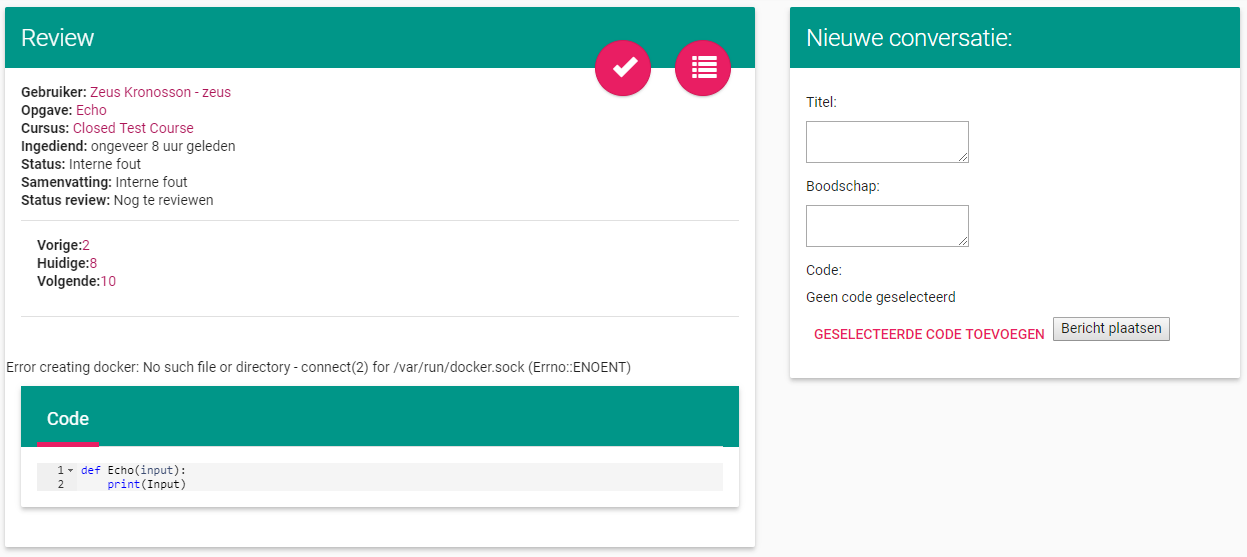 Review
Gebruiker: Zeus Kronosson - zeus
Opgave: Echo
Cursus: Closed Test Course
Ingediend: ongeveer 8 uur geleden
Status: Interne fout
Samenvatting: Interne fout
Status review: Nog te reviewen
Vorige:2
Huidige:8
Volgende:10
Error creating docker: No such file or directory - connect(2) for /var/run/docker.sock (Errno::ENOENT)
Code
1 def Echo(input):
2 print(Input)
Nieuwe conversatie:
Titel:
Boodschap:
Code:
Geen code geselecteerd
GESELECTEERDE CODE TOEVOEGEN Bericht plaatsen